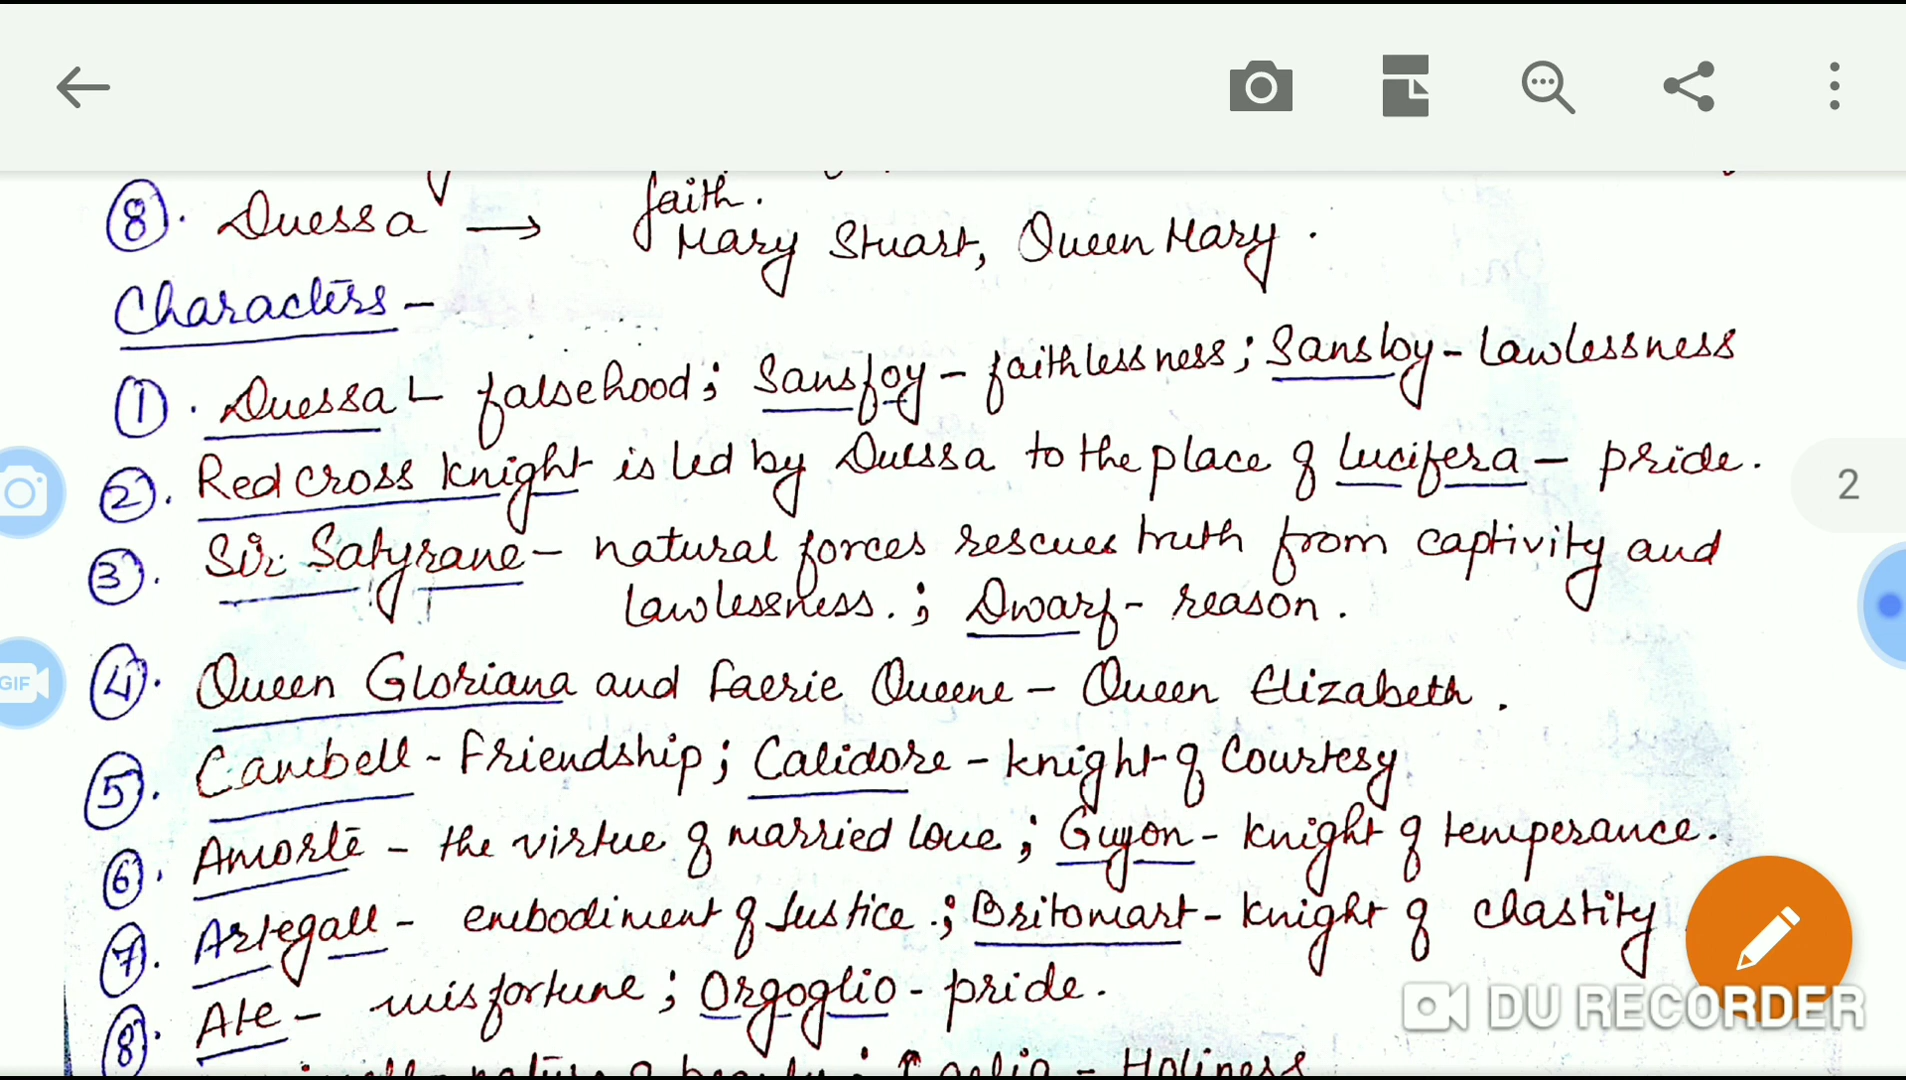 faith.
8. Duessa → Mary Stuart, Queen Mary.
Characters -
1. Duessa - falsehood; Sansfoy - faithlessness; Sansloy - Lawlessness
2. Red cross knight is led by Duessa to the place of Lucifera - pride.
2
3. Sir Satyrane - natural forces rescues truth from captivity and
lawlessness.; Dwarf - reason.
4. Queen Gloriana and Faerie Queene - Queen Elizabeth.
GIF
5. Cambell - Friendship; Calidore - knight of Courtesy
6. Amorte - the virtue of married love; Guyon - knight of temperance.
7. Artegall - embodiment of Justice.; Britomart - knight of chastity
8. Ate - misfortune; Orgoglio - pride.
DU RECORDER
Holiness